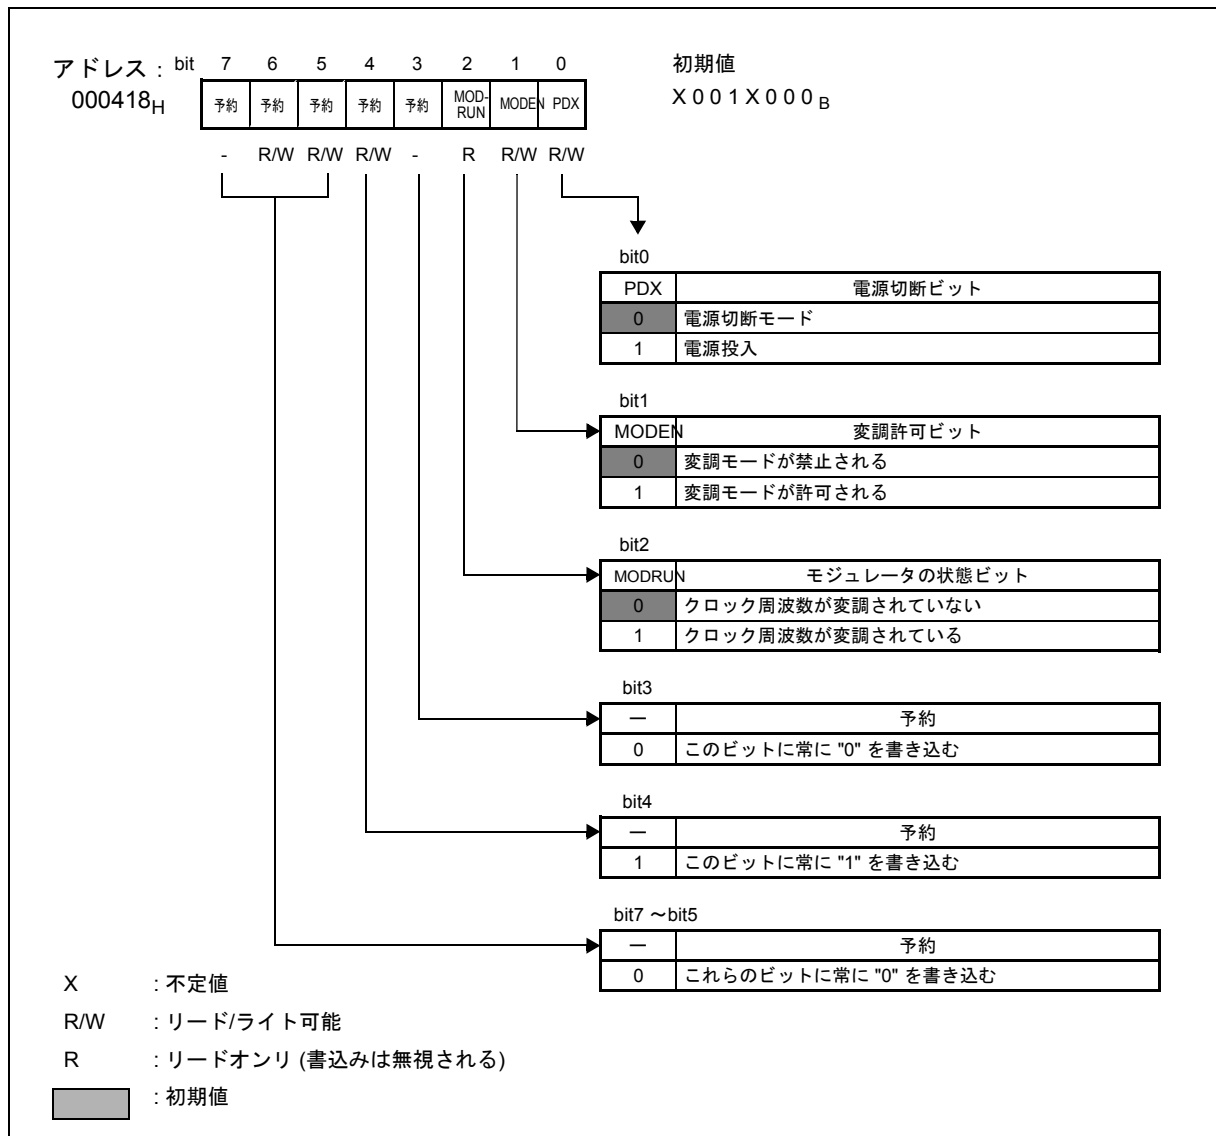 アドレス : bit 7 6 5 4 3 2 1 0 初期値
000418H 予約 予約 予約 予約 予約 MOD-RUN MODEN PDX X 0 0 1 X 0 0 0 B
- R/W R/W R/W - R R/W R/W
bit0
PDX 電源切断ビット
0 電源切断モード
1 電源投入
bit1
MODEN 変調許可ビット
0 変調モードが禁止される
1 変調モードが許可される
bit2
MODRUN モジュレータの状態ビット
0 クロック周波数が変調されていない
1 クロック周波数が変調されている
bit3
― 予約
0 このビットに常に "0" を書き込む
bit4
― 予約
1 このビットに常に "1" を書き込む
bit7 ～bit5
― 予約
0 これらのビットに常に "0" を書き込む
X : 不定値
R/W : リード/ライト可能
R : リードオンリ (書込みは無視される)
: 初期値